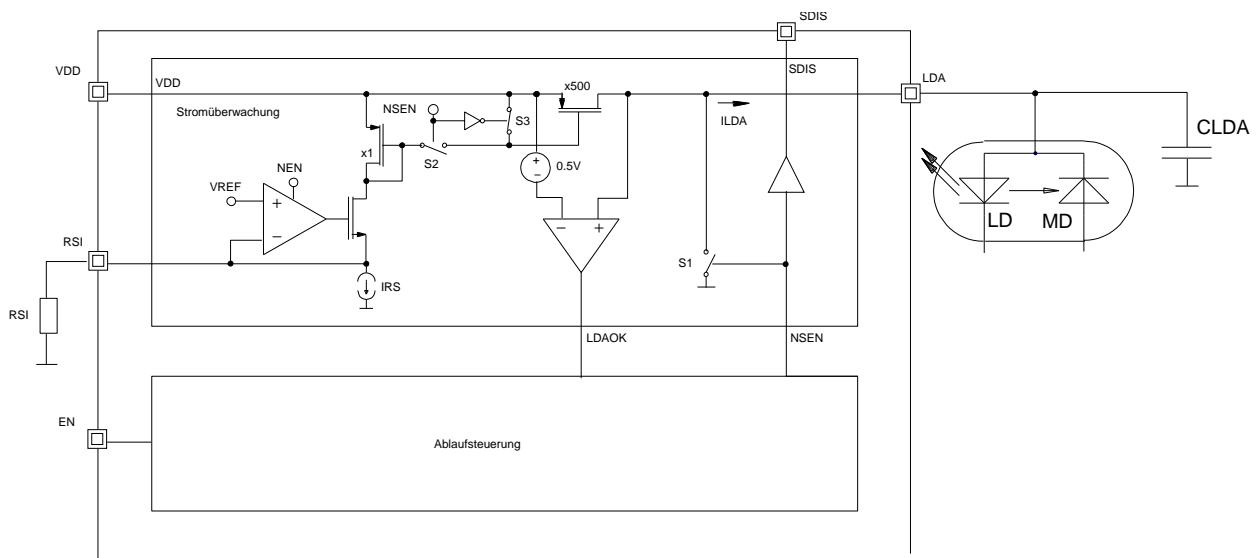 SDIS
VDD
LDA
VDD
SDIS
x500
Stromüberwachung
NSEN
S3
ILDA
CLDA
x1
S2
NEN
0.5V
VREF
+
−
+
−
−
+
LD
MD
RSI
S1
IRS
RSI
LDAOK
NSEN
EN
Ablaufsteuerung